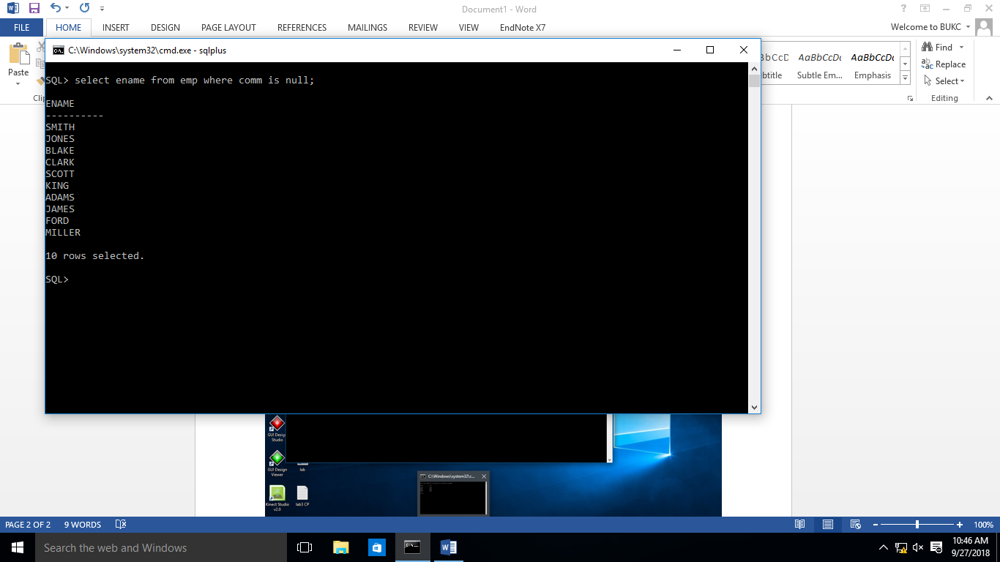 Document1 - Word
FILE HOME INSERT DESIGN PAGE LAYOUT REFERENCES MAILINGS REVIEW VIEW EndNote X7
Welcome to BUKC
C:\Windows\system32\cmd.exe - sqlplus
Paste
btitle Subtle Em... Emphasis
AaBbCcDc AaBbCcDc
Find
Replace
Select
Editing
SQL> select ename from emp where comm is null;
ENAME
----------
SMITH
JONES
BLAKE
CLARK
SCOTT
KING
ADAMS
JAMES
FORD
MILLER
10 rows selected.
SQL>
GUI Design
Studio
GUI Design
Viewer
lab
Kinect Studio
v2.0
lab3 CP
C:\Windows\system32\c...
PAGE 2 OF 2 9 WORDS
100%
Search the web and Windows
10:46 AM
9/27/2018